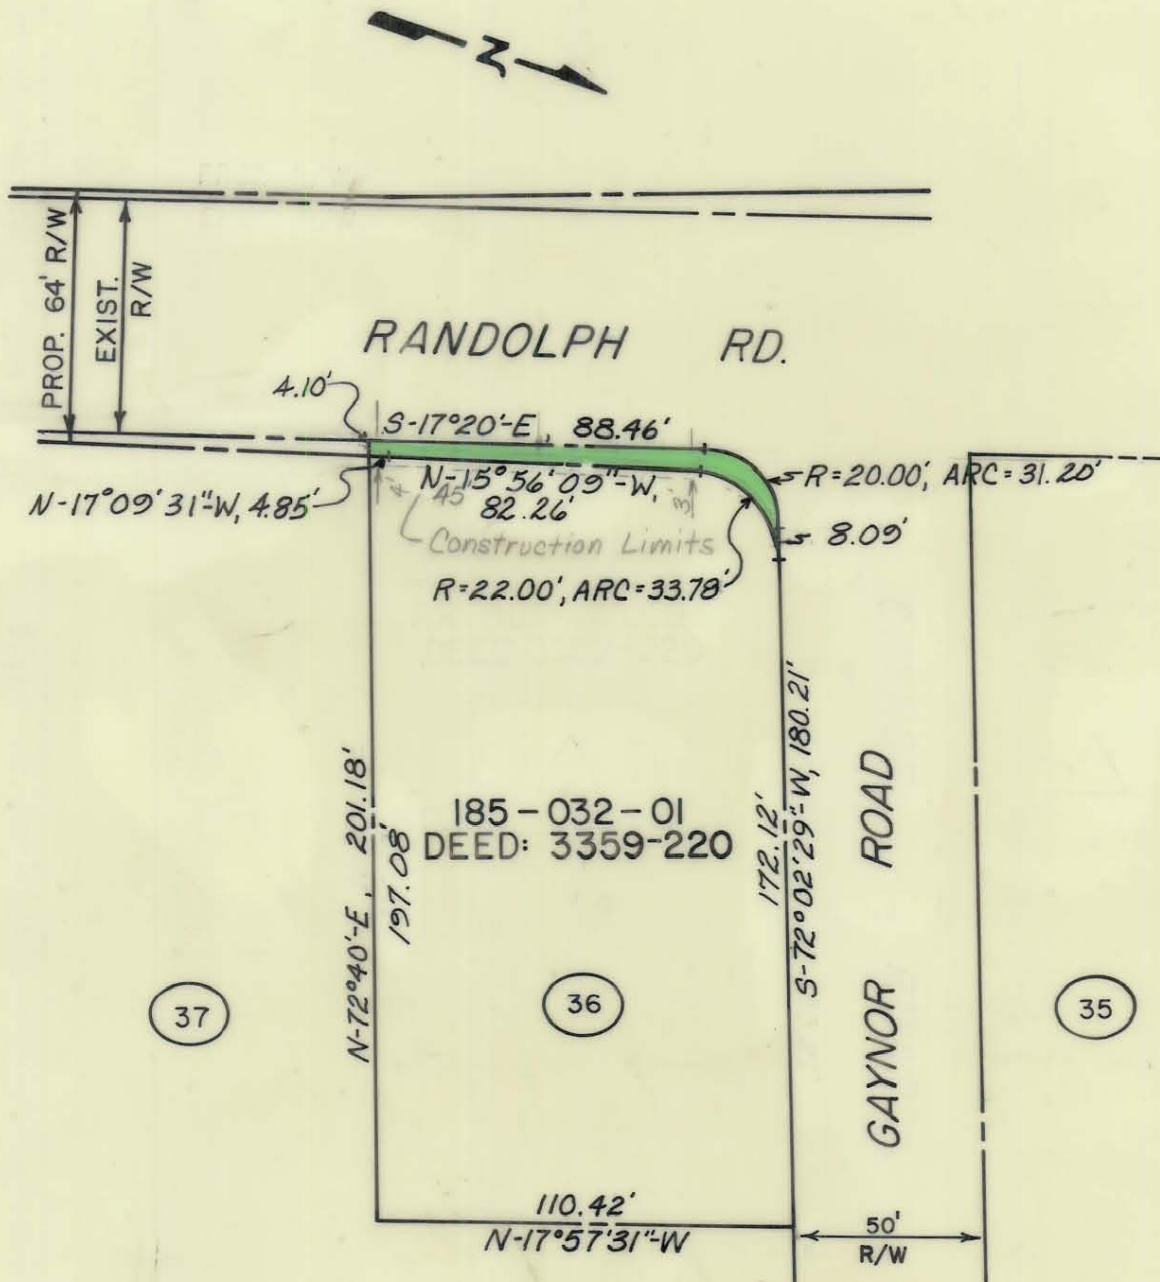 N
PROP. 64' R/W
EXIST.
R/W
RANDOLPH RD.
4.10'
S-17°20'-E, 88.46'
R=20.00', ARC=31.20'
N-15°56'09"-W,
82.26'
N-17°09'31"-W, 4.85'
4'
45
3'
8.09'
Construction Limits
R=22.00', ARC=33.78'
N-72°40'-E, 201.18'
197.08'
185-032-01
DEED: 3359-220
172.12'
S-72°02'29"-W, 180.21'
GAYNOR ROAD
37
36
35
110.42'
N-17°57'31"-W
50'
R/W